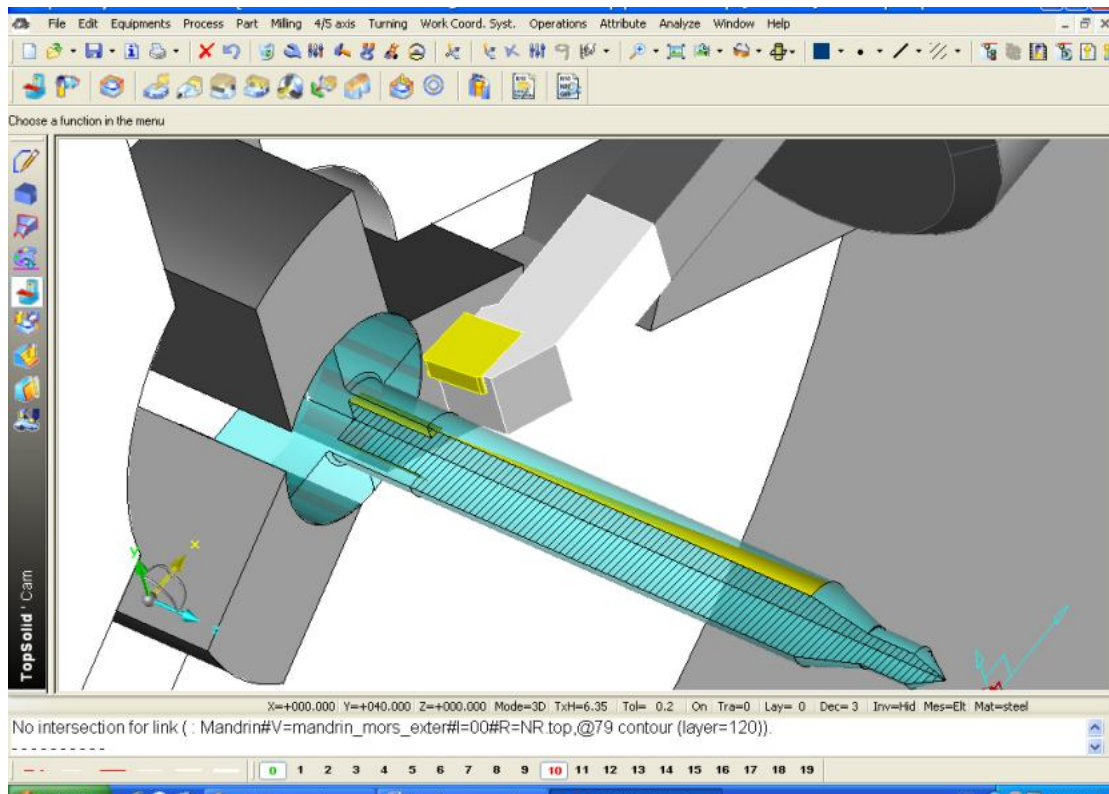 File Edit Equipments Process Part Milling 4/5 axis Turning Work Coord. Syst. Operations Attribute Analyze Window Help
Choose a function in the menu
y
x
TopSolid'Cam
X=+000.000 Y=+040.000 Z=+000.000 Mode=3D TxH=6.35 Tol= 0.2 On Tra=0 Lay= 0 Dec= 3 Inv=Hid Mes=Elt Mat=steel
No intersection for link ( : Mandrin#V=mandrin_mors_exter#I=00#R=NR.top,@79 contour (layer=120)).
- - - - - - - - - -
0 1 2 3 4 5 6 7 8 9 10 11 12 13 14 15 16 17 18 19